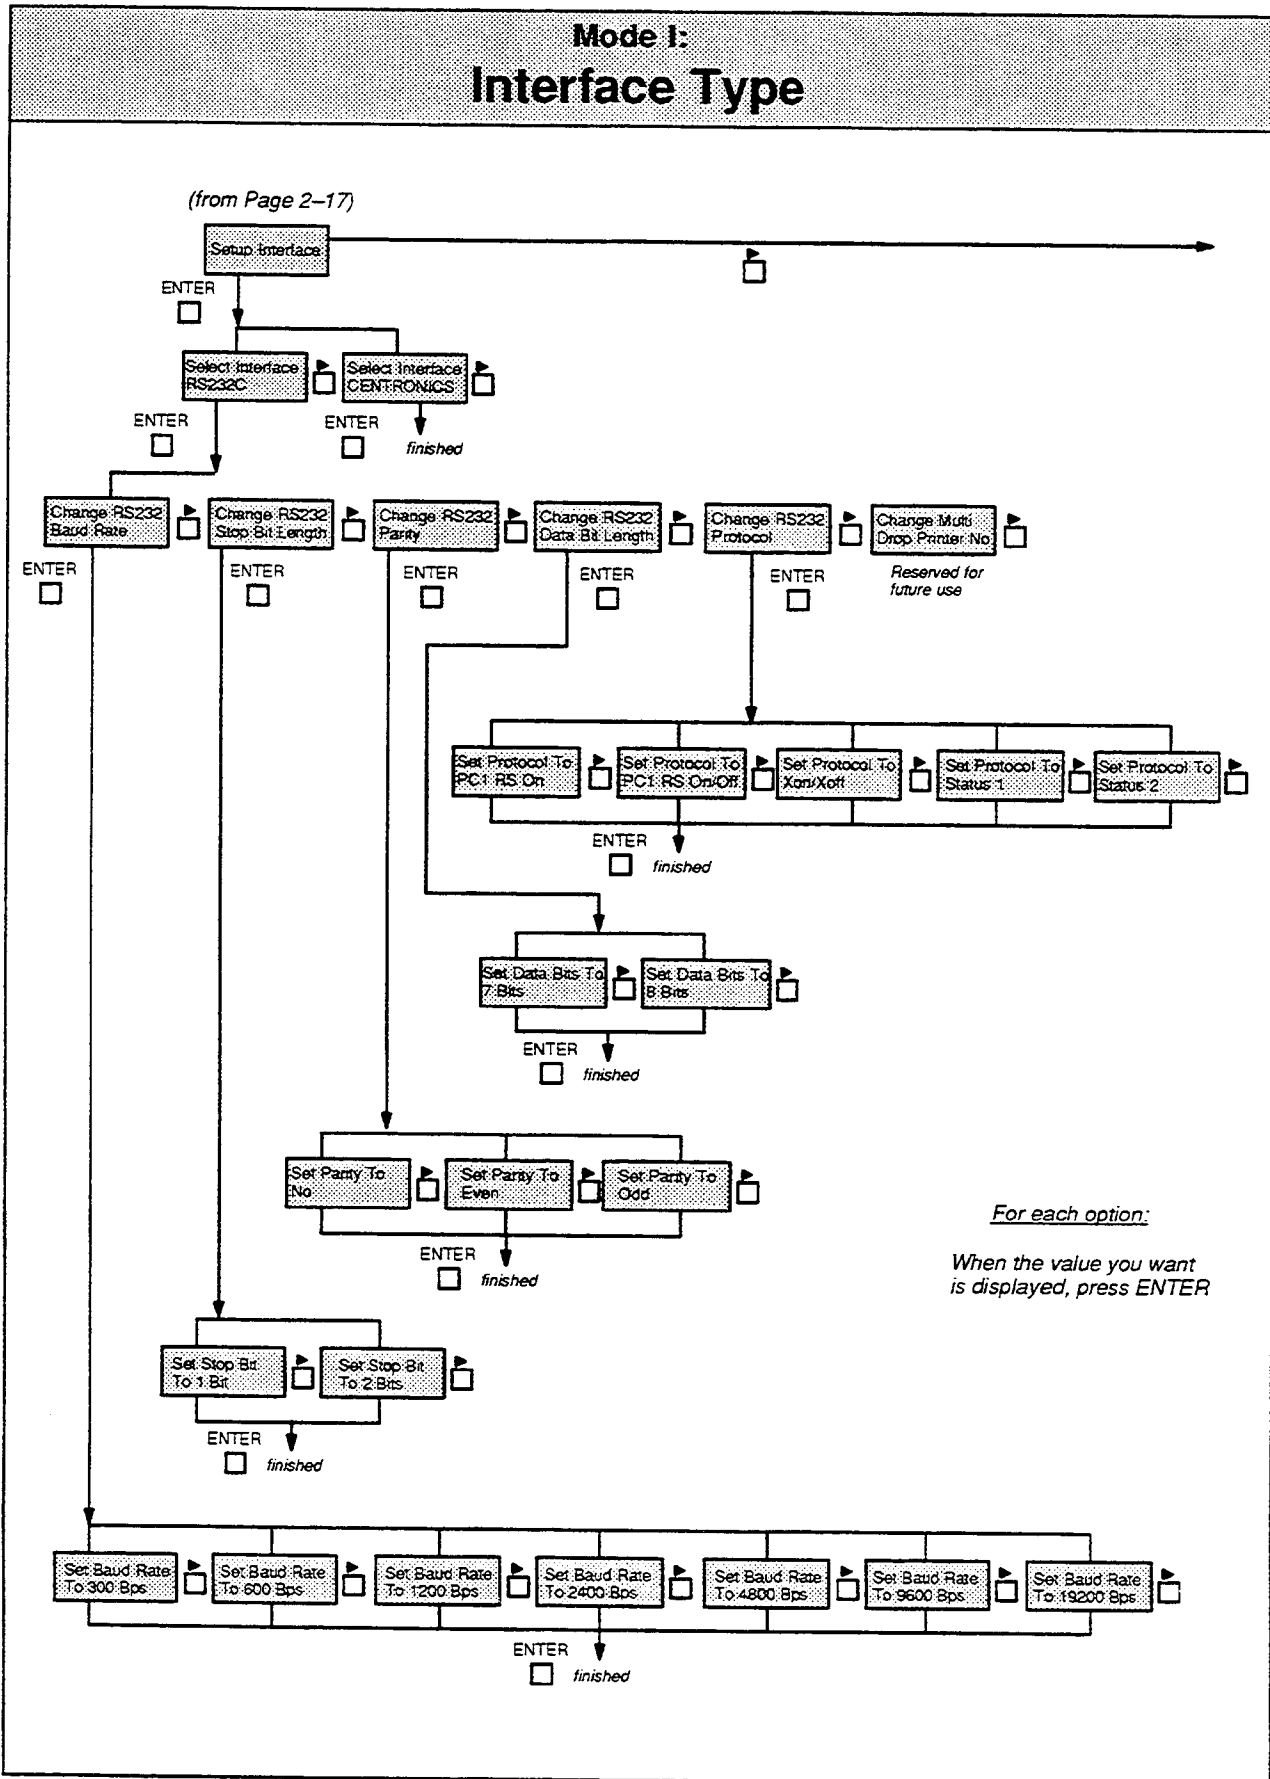 Mode I:
Interface Type
(from Page 2–17)
Setup Interface
ENTER
Select Interface
RS232C
Select Interface
CENTRONICS
ENTER
ENTER
finished
Change RS232
Baud Rate
Change RS232
Stop Bit Length
Change RS232
Parity
Change RS232
Data Bit Length
Change RS232
Protocol
Change Multi
Drop Printer No
Reserved for
future use
ENTER
ENTER
ENTER
ENTER
ENTER
Set Protocol To
PC1 RS On
Set Protocol To
PC1 RS On/Off
Set Protocol To
Xon/Xoff
Set Protocol To
Status 1
Set Protocol To
Status 2
ENTER
finished
Set Data Bits To
7 Bits
Set Data Bits To
8 Bits
ENTER
finished
Set Parity To
No
Set Parity To
Even
Set Parity To
Odd
ENTER
finished
For each option:
When the value you want
is displayed, press ENTER
Set Stop Bit
To 1 Bit
Set Stop Bit
To 2 Bits
ENTER
finished
Set Baud Rate
To 300 Bps
Set Baud Rate
To 600 Bps
Set Baud Rate
To 1200 Bps
Set Baud Rate
To 2400 Bps
Set Baud Rate
To 4800 Bps
Set Baud Rate
To 9600 Bps
Set Baud Rate
To 19200 Bps
ENTER
finished